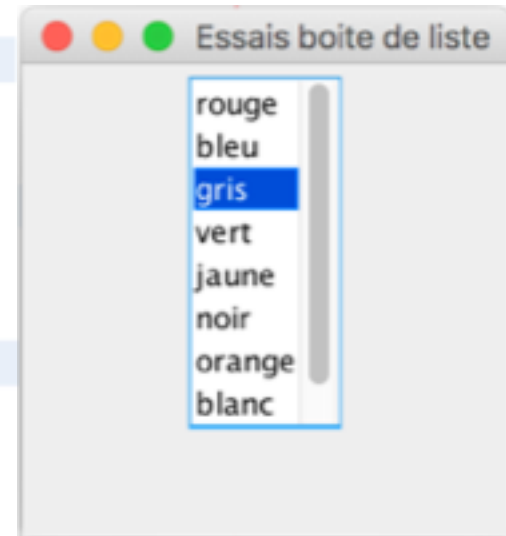 Essais boite de liste
rouge
bleu
gris
vert
jaune
noir
orange
blanc